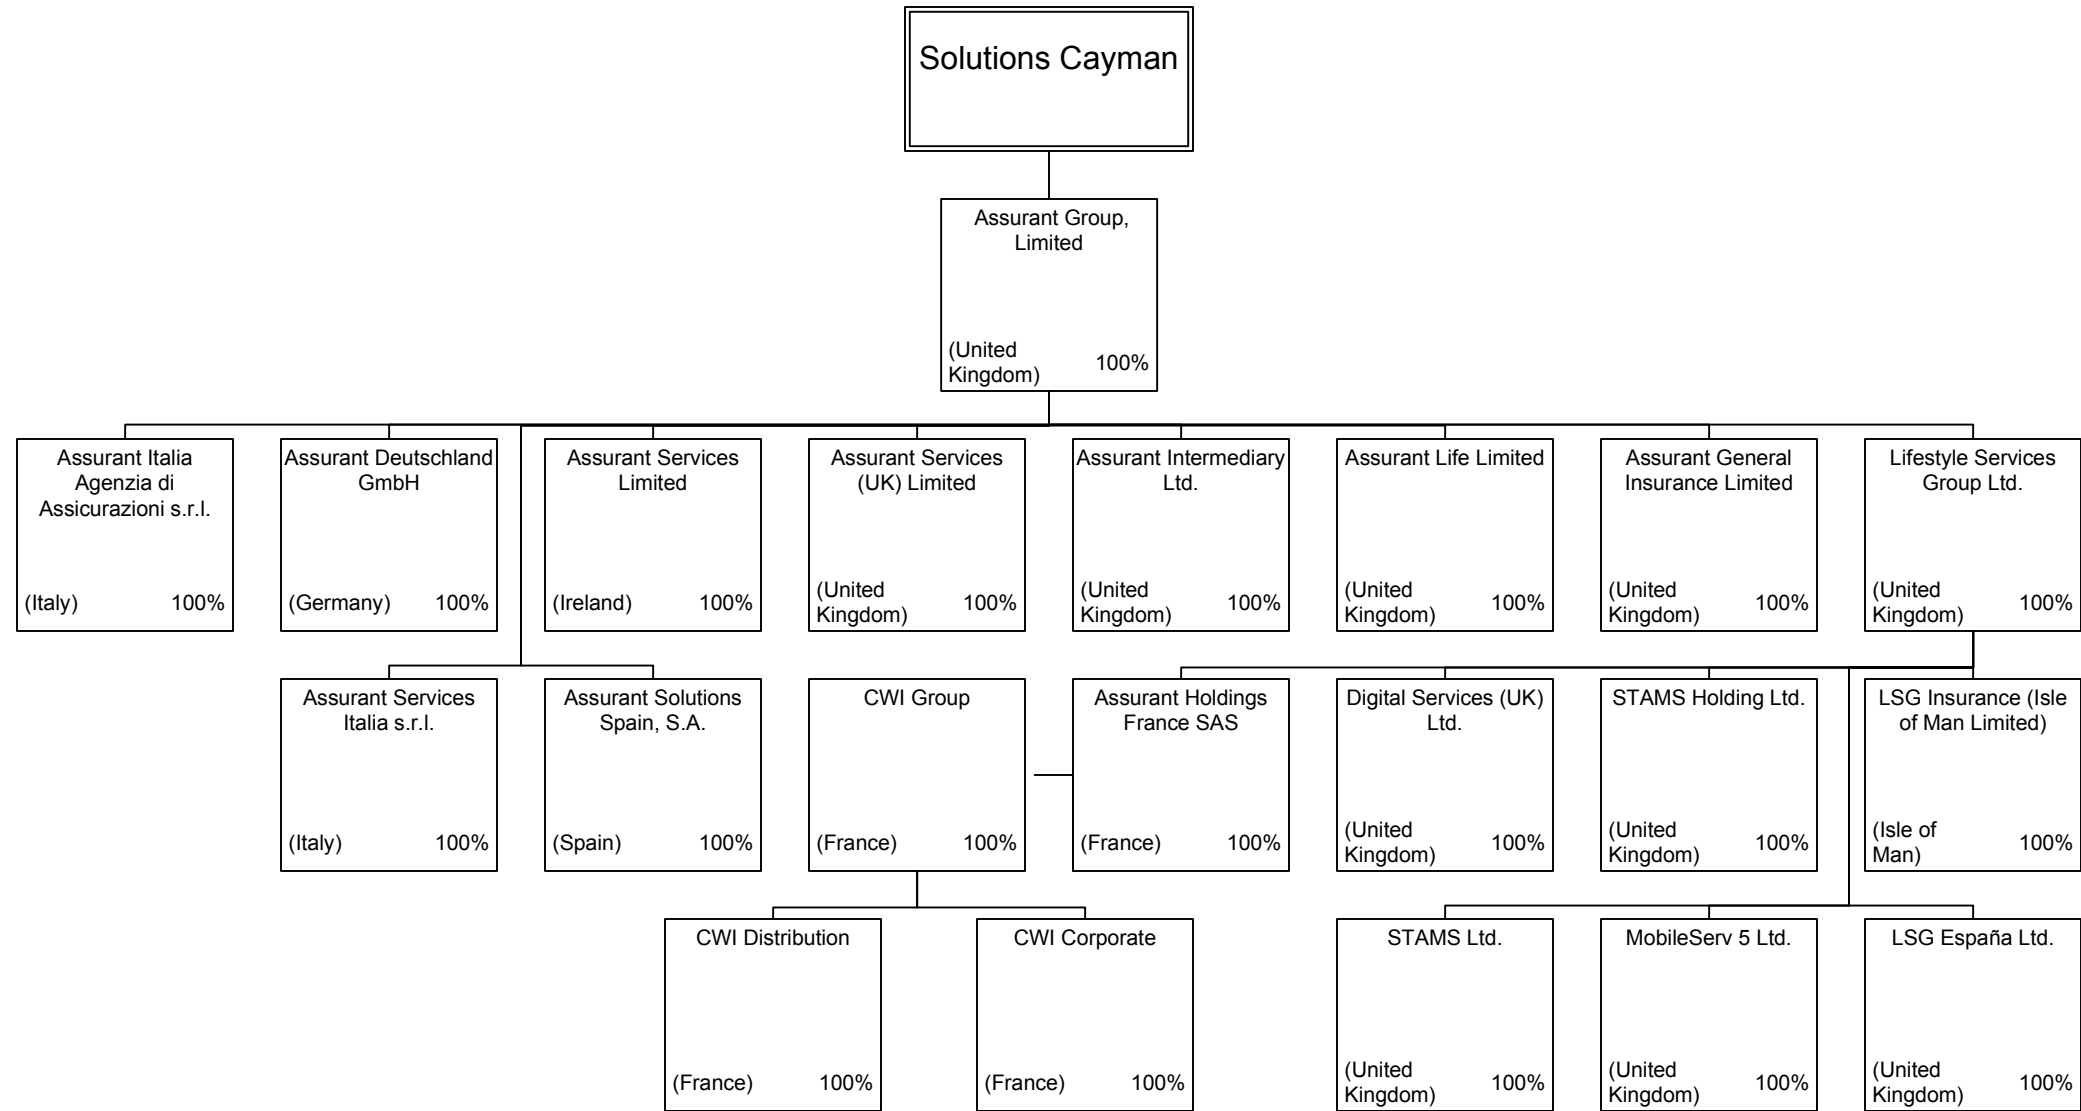 Solutions Cayman
Assurant Group,
Limited
(United
Kingdom) 100%
Assurant Italia
Agenzia di
Assicurazioni s.r.l.
(Italy) 100%
Assurant Deutschland
GmbH
(Germany) 100%
Assurant Services
Limited
(Ireland) 100%
Assurant Services
(UK) Limited
(United
Kingdom) 100%
Assurant Intermediary
Ltd.
(United
Kingdom) 100%
Assurant Life Limited
(United
Kingdom) 100%
Assurant General
Insurance Limited
(United
Kingdom) 100%
Lifestyle Services
Group Ltd.
(United
Kingdom) 100%
Assurant Services
Italia s.r.l.
(Italy) 100%
Assurant Solutions
Spain, S.A.
(Spain) 100%
CWI Group
(France) 100%
Assurant Holdings
France SAS
(France) 100%
Digital Services (UK)
Ltd.
(United
Kingdom) 100%
STAMS Holding Ltd.
(United
Kingdom) 100%
LSG Insurance (Isle
of Man Limited)
(Isle of
Man) 100%
CWI Distribution
(France) 100%
CWI Corporate
(France) 100%
STAMS Ltd.
(United
Kingdom) 100%
MobileServ 5 Ltd.
(United
Kingdom) 100%
LSG España Ltd.
(United
Kingdom) 100%